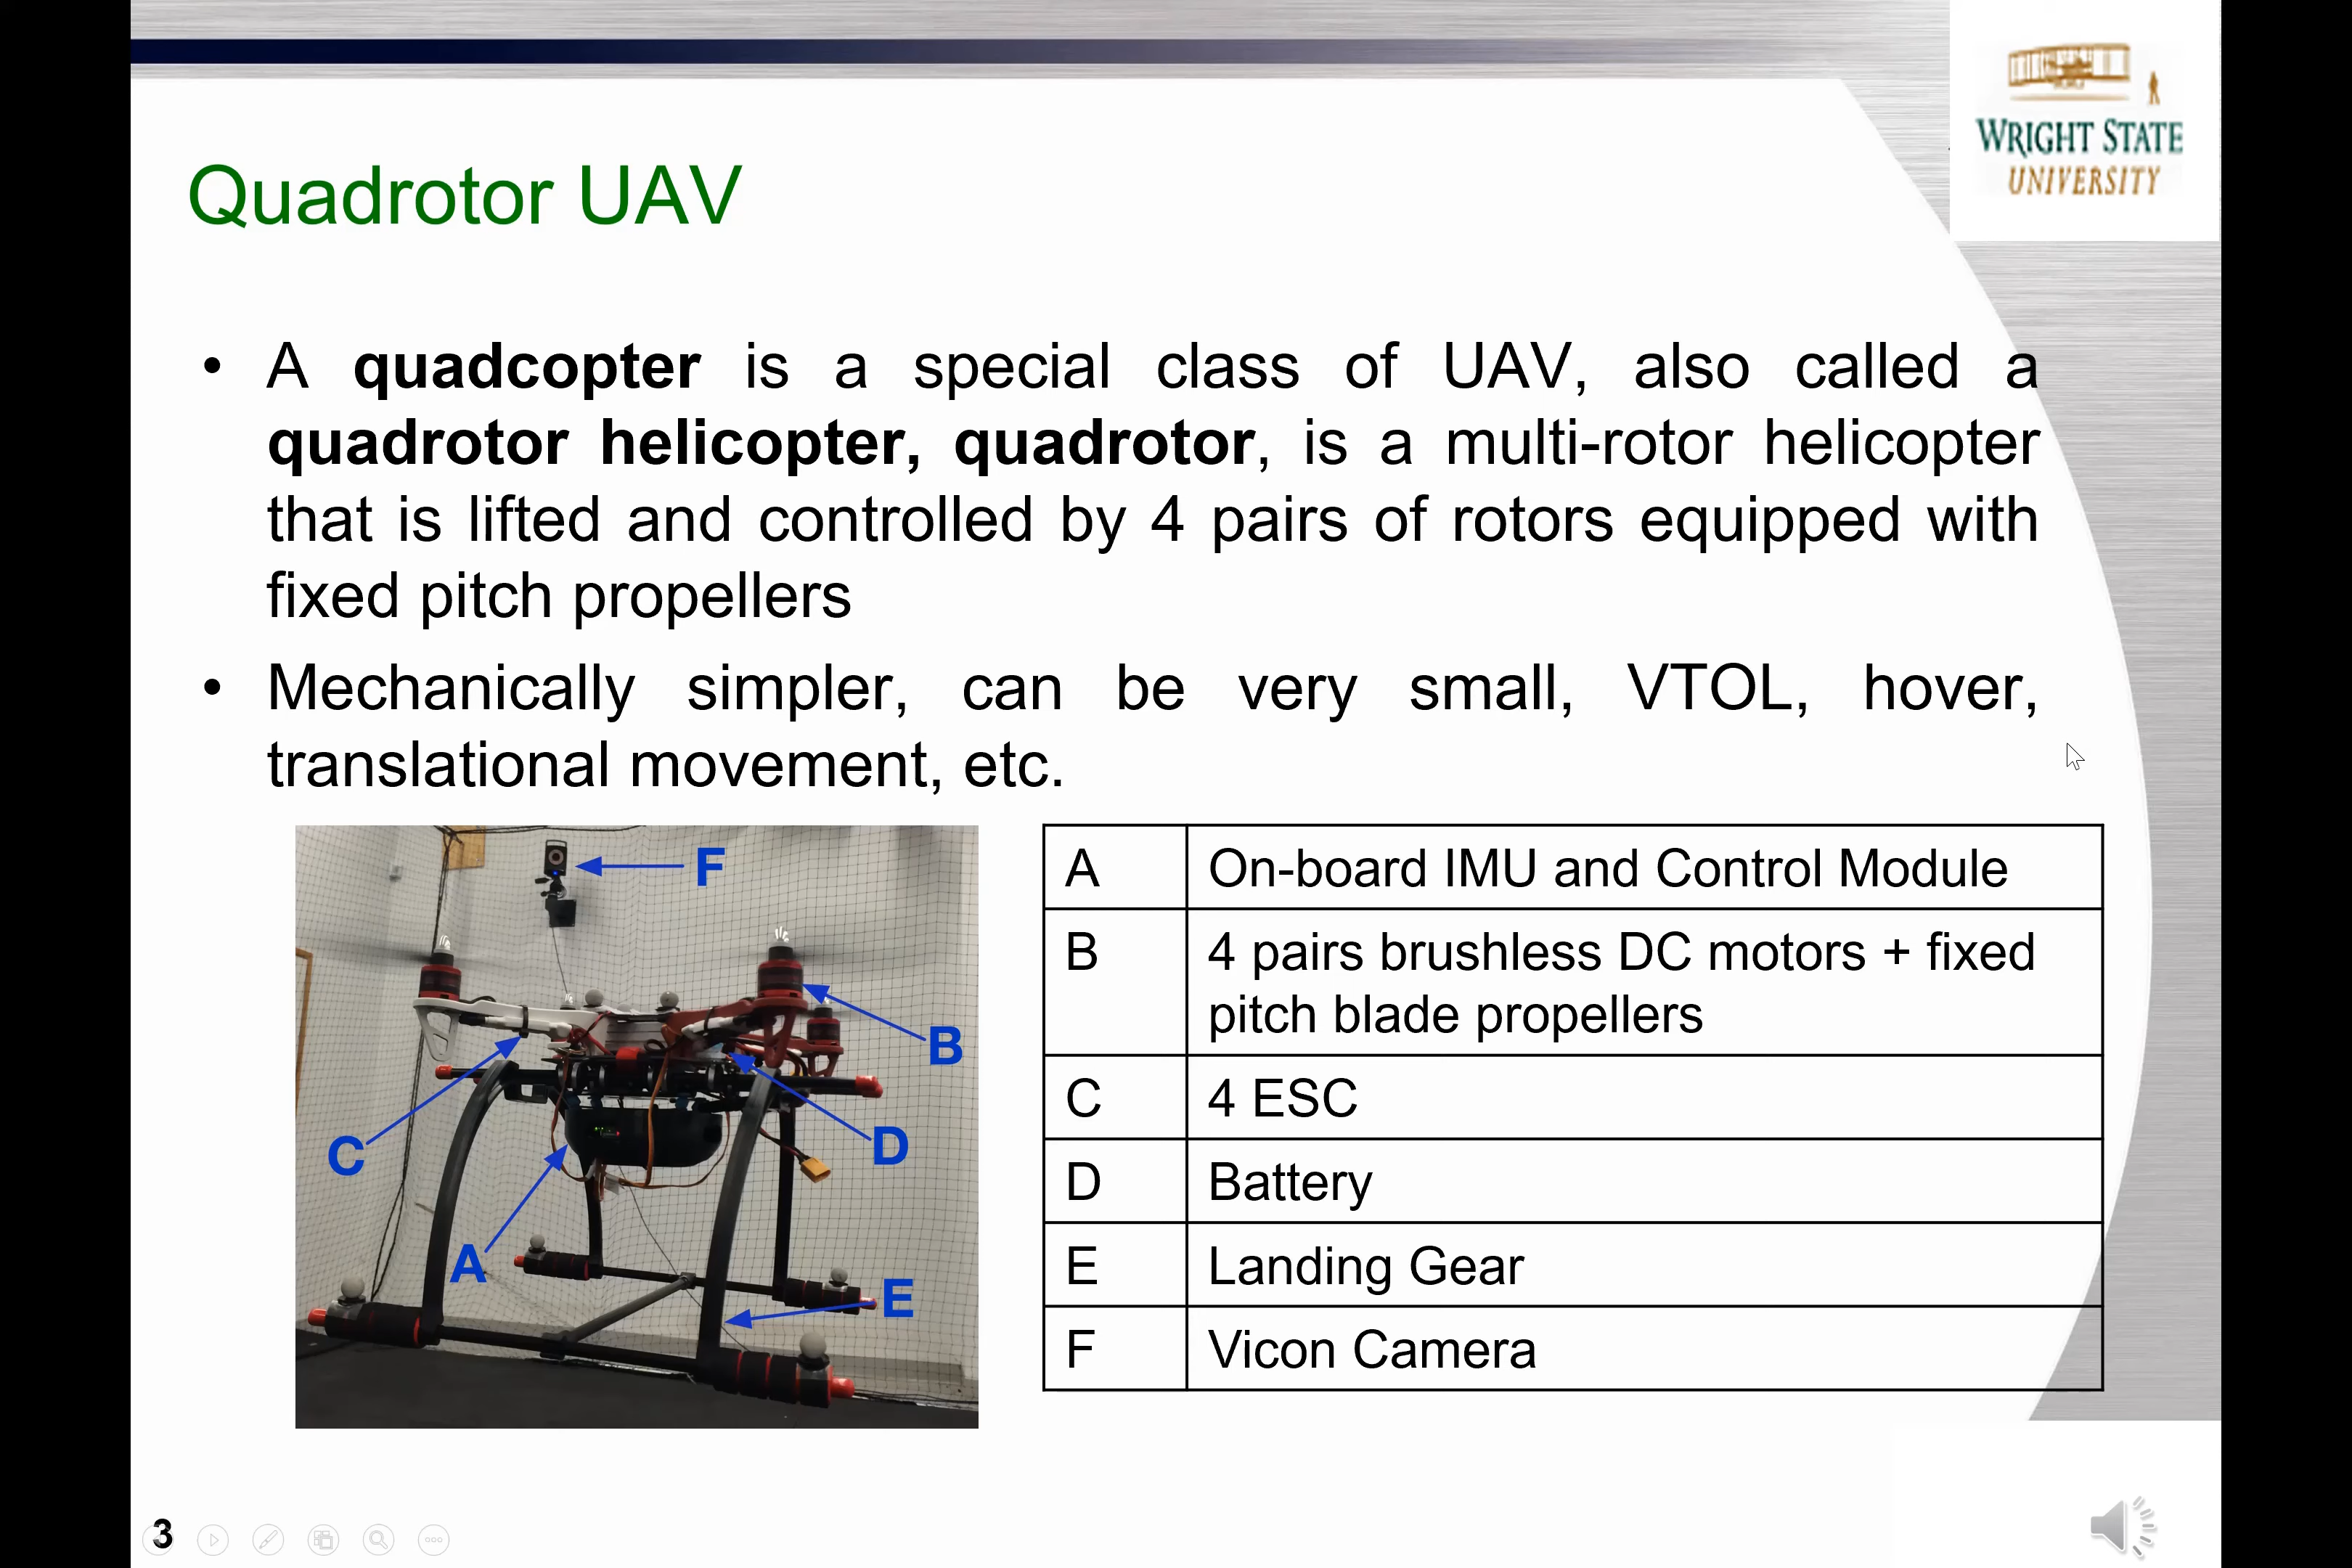 WRIGHT STATE
UNIVERSITY
Quadrotor UAV
• A quadcopter is a special class of UAV, also called a
quadrotor helicopter, quadrotor, is a multi-rotor helicopter
that is lifted and controlled by 4 pairs of rotors equipped with
fixed pitch propellers
• Mechanically simpler, can be very small, VTOL, hover,
translational movement, etc.
F
B
C
D
A
E
A On-board IMU and Control Module
B 4 pairs brushless DC motors + fixed
pitch blade propellers
C 4 ESC
D Battery
E Landing Gear
F Vicon Camera
3